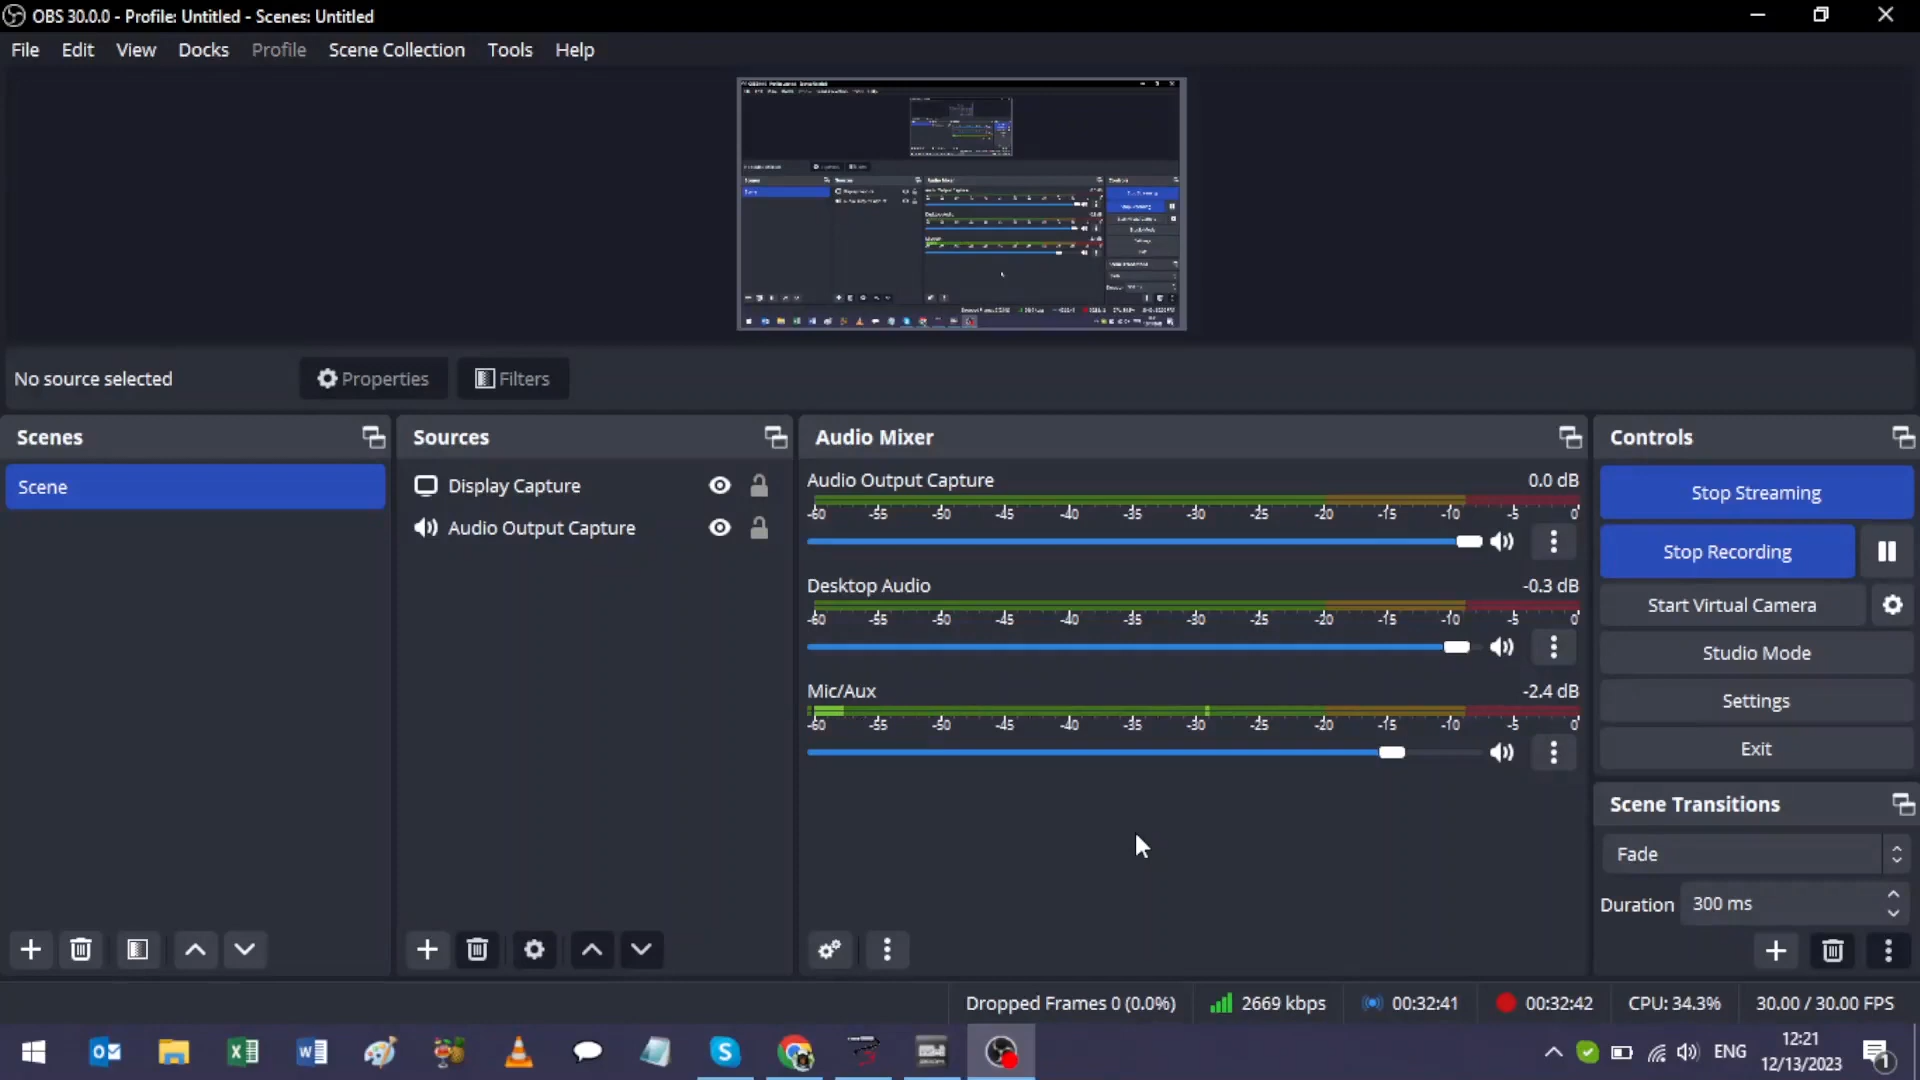 OBS 30.0.0 - Profile: Untitled - Scenes: Untitled
File Edit View Docks Profile Scene Collection Tools Help
No source selected Properties Filters
Scenes
Scene
Sources
Display Capture
Audio Output Capture
Audio Mixer
Audio Output Capture 0.0 dB
-60 -55 -50 -45 -40 -35 -30 -25 -20 -15 -10 -5 0
Desktop Audio -0.3 dB
-60 -55 -50 -45 -40 -35 -30 -25 -20 -15 -10 -5 0
Mic/Aux -2.4 dB
-60 -55 -50 -45 -40 -35 -30 -25 -20 -15 -10 -5 0
Controls
Stop Streaming
Stop Recording
Start Virtual Camera
Studio Mode
Settings
Exit
Scene Transitions
Fade
Duration 300 ms
Dropped Frames 0 (0.0%) 2669 kbps 00:32:41 00:32:42 CPU: 34.3% 30.00 / 30.00 FPS
ENG
12:21
12/13/2023
1